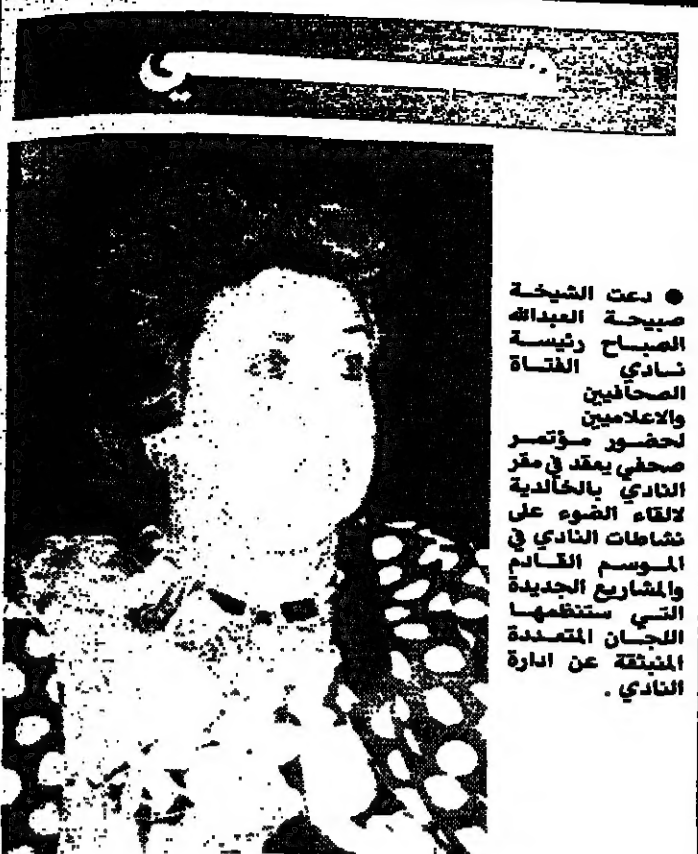 هي
● دعت الشيخة
صبيحة العبدالله
الصباح رئيسة
نادي الفتاة
الصحافيين
والاعلاميين
لحضور مؤتمر
صحفي يعقد في مقر
النادي بالخالدية
لالقاء الضوء على
نشاطات النادي في
الموسم القادم
والمشاريع الجديدة
التي ستنظمها
اللجان المتعددة
المنبثقة عن ادارة
النادي .